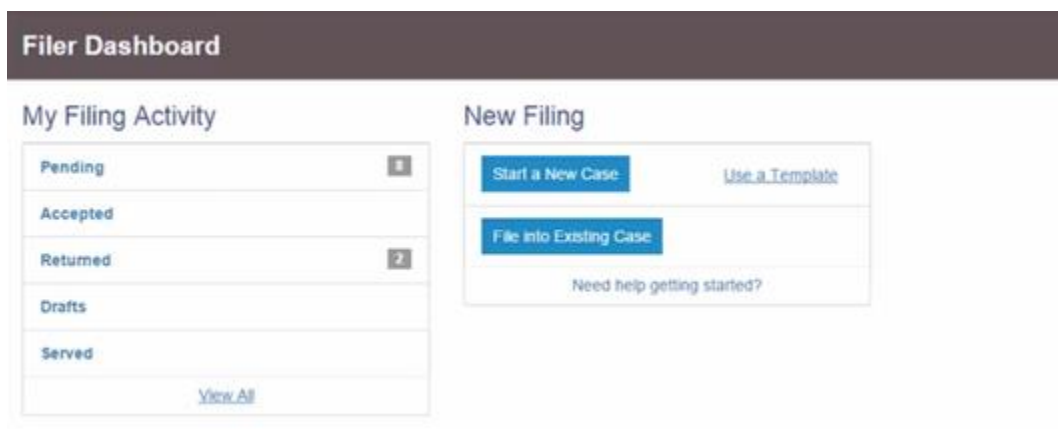 Filer Dashboard
My Filing Activity
Pending
Accepted
Returned 2
Drafts
Served
View All
New Filing
Start a New Case Use a Template
File into Existing Case
Need help getting started?